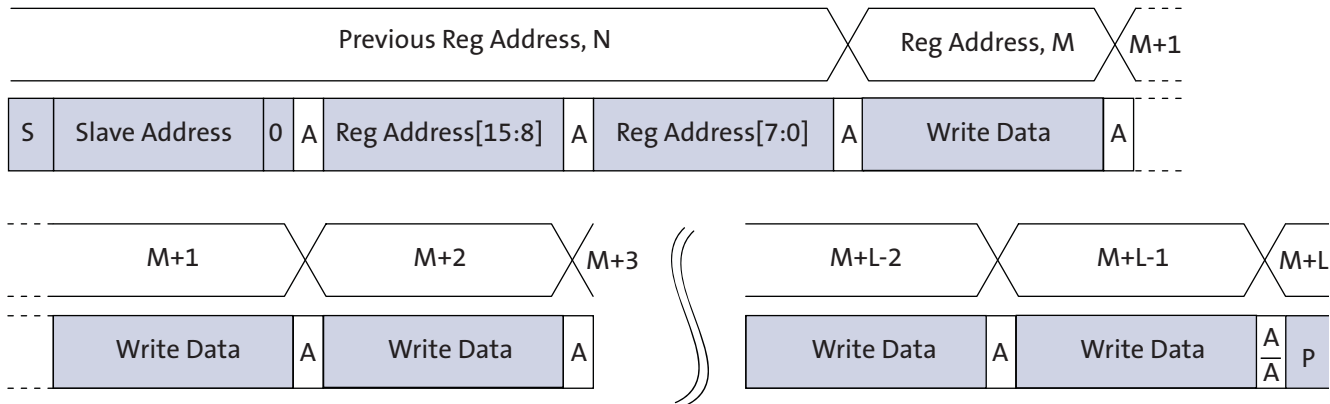 Previous Reg Address, N Reg Address, M M+1
S Slave Address 0 A Reg Address[15:8] A Reg Address[7:0] A Write Data A
M+1 M+2 M+3 M+L-2 M+L-1 M+L
Write Data A Write Data A Write Data A Write Data A/A̅ P